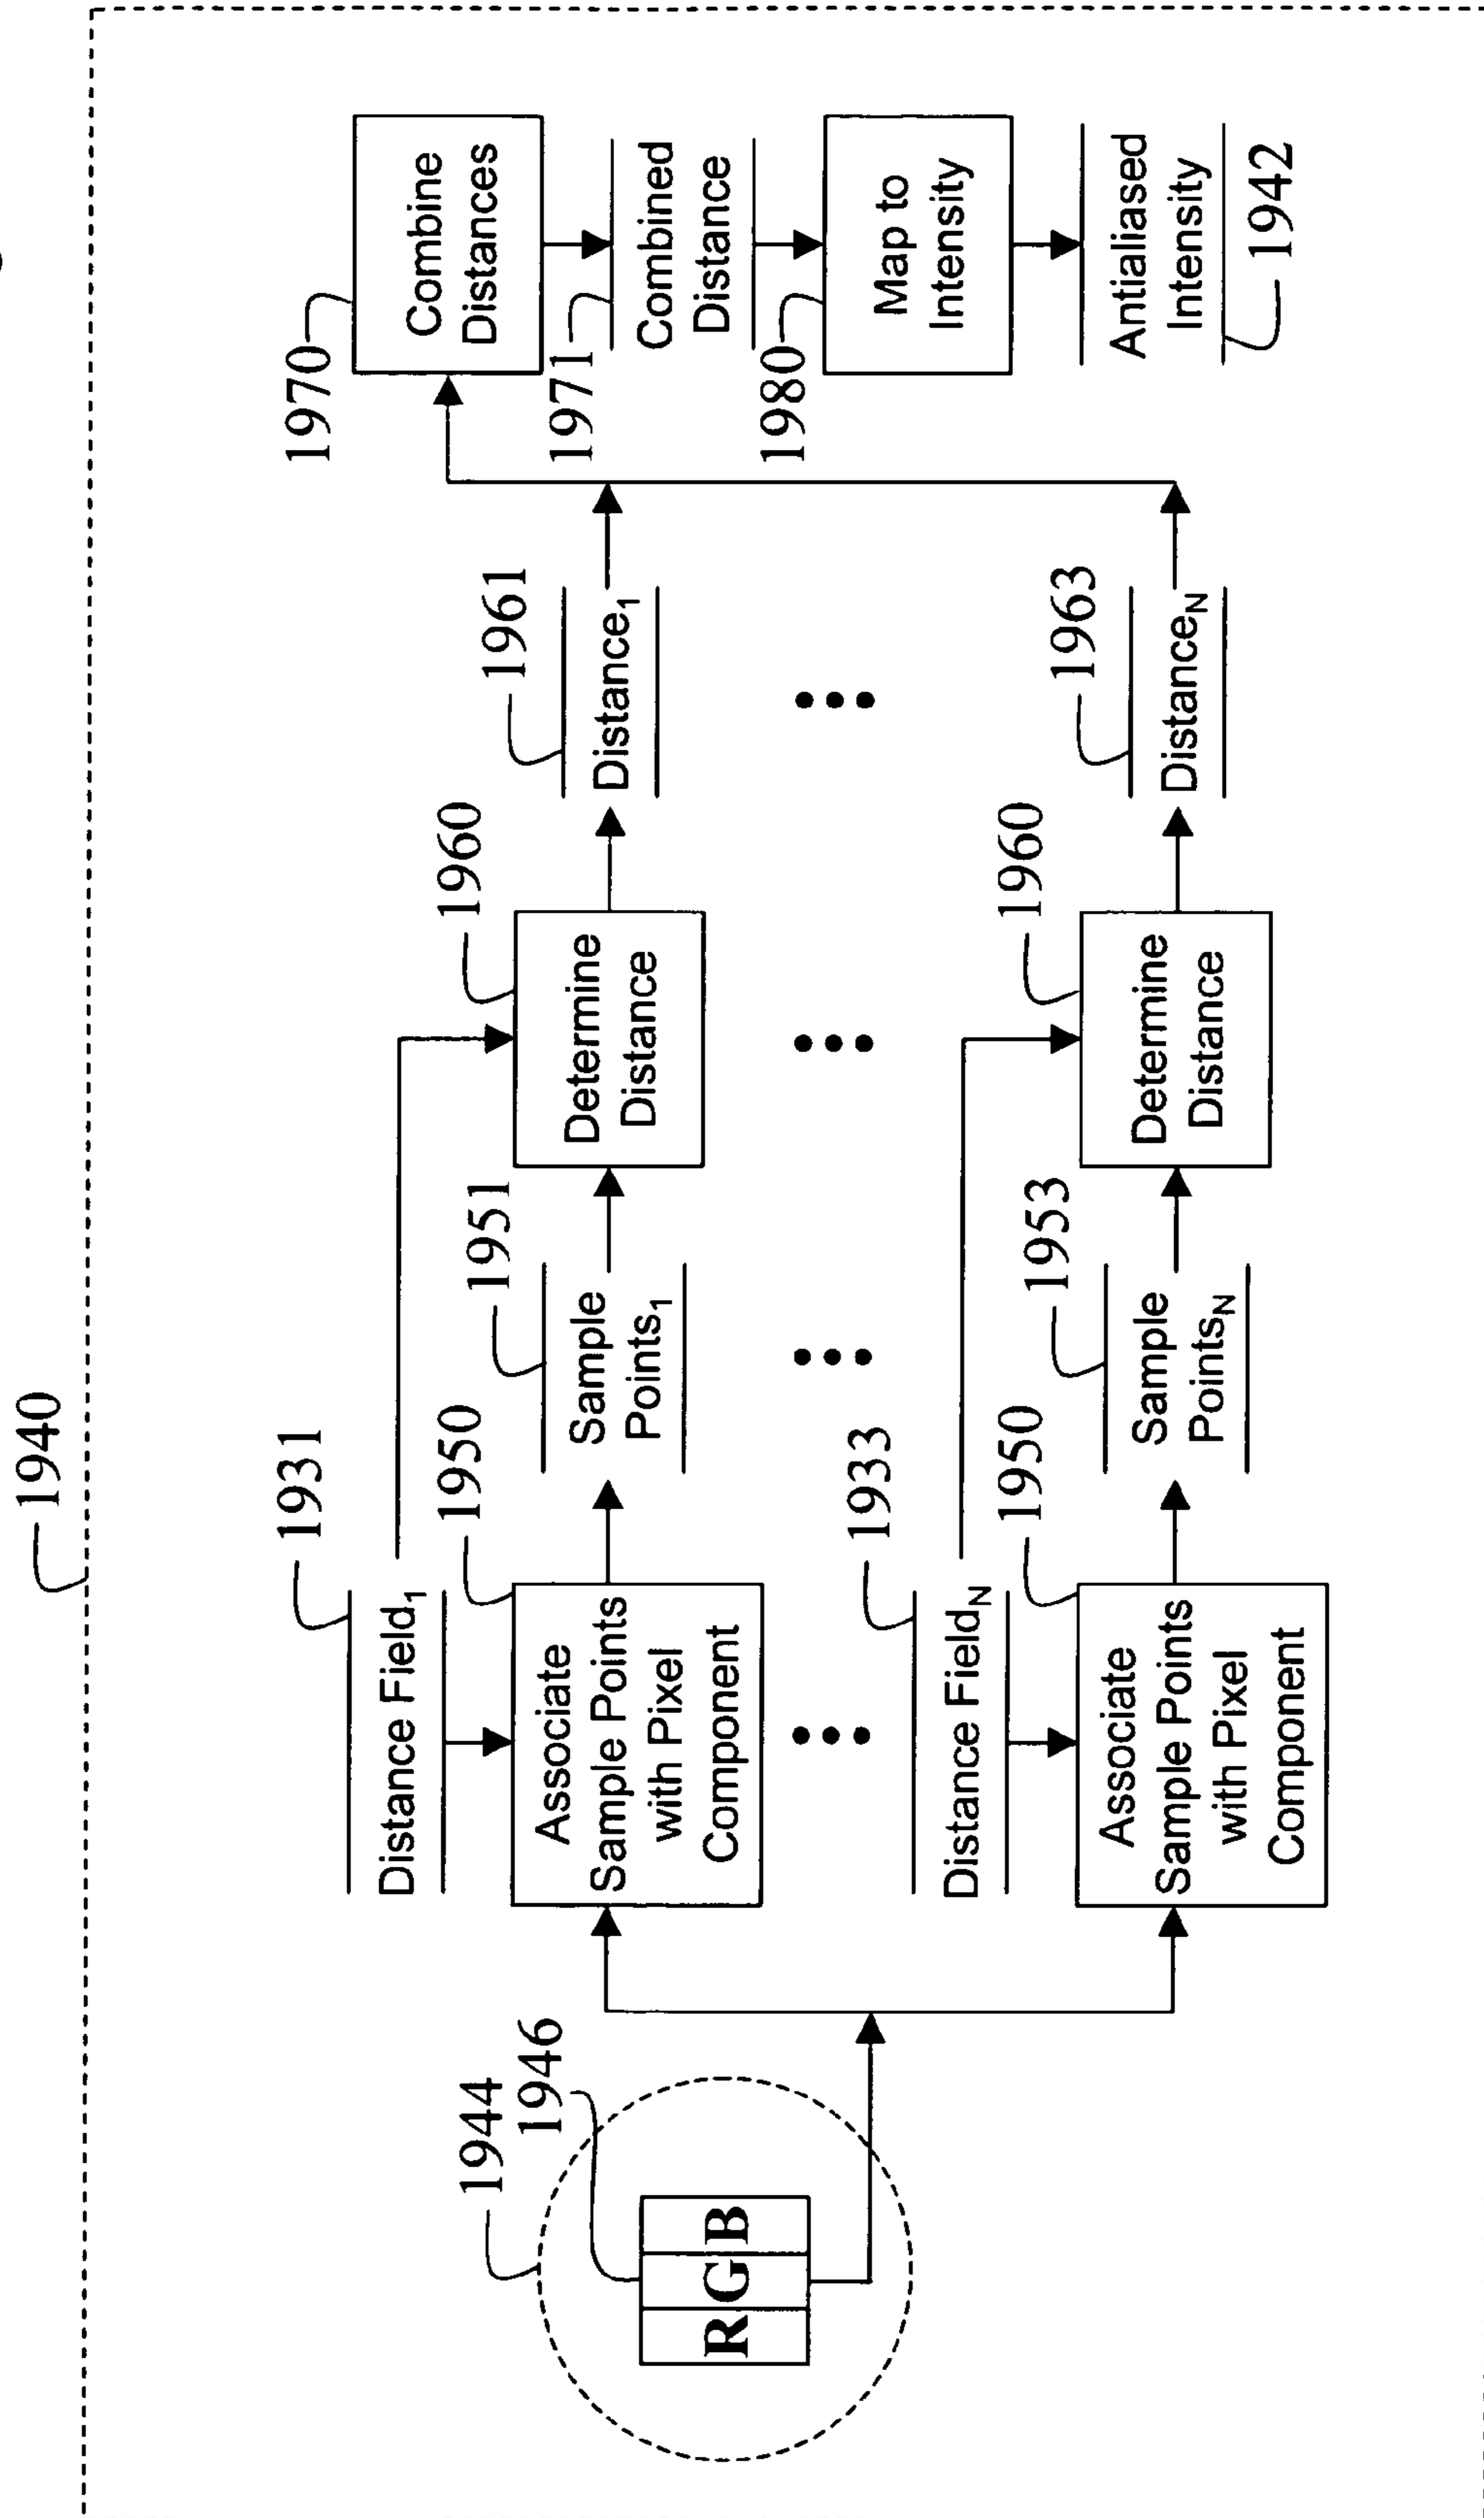 1940
1944
1946
R G B
1931
Distance Field1
1950
Associate
Sample Points
with Pixel
Component
1951
Sample
Points1
1960
Determine
Distance
1961
Distance1
1933
Distance FieldN
1950
Associate
Sample Points
with Pixel
Component
1953
Sample
PointsN
1960
Determine
Distance
1963
DistanceN
1970
Combine
Distances
1971
Combined
Distance
1980
Map to
Intensity
Antialiased
Intensity
1942